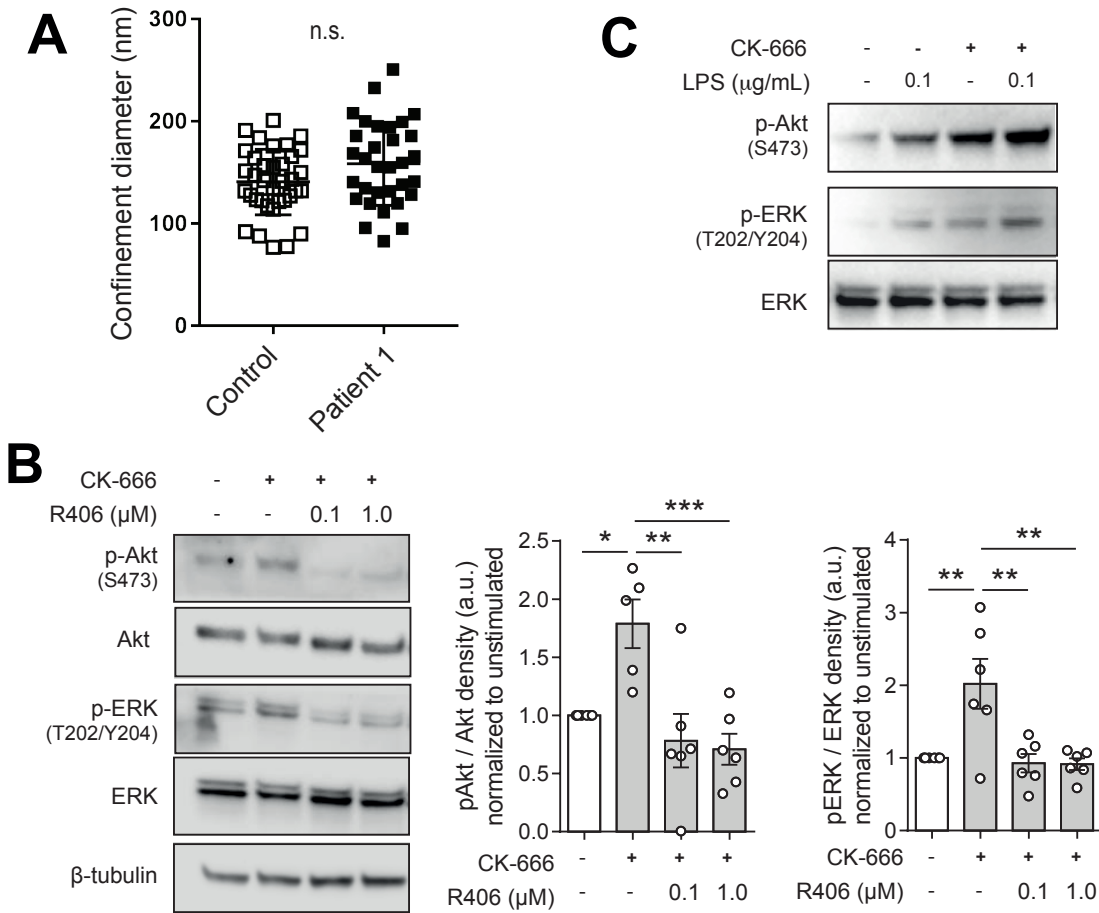 A
Confinement diameter (nm)
n.s.
300
200
100
0
Control
Patient 1
C
CK-666 - - + +
LPS (µg/mL) - 0.1 - 0.1
p-Akt
(S473)
p-ERK
(T202/Y204)
ERK
B
CK-666 - + + +
R406 (µM) - - 0.1 1.0
p-Akt
(S473)
Akt
p-ERK
(T202/Y204)
ERK
β-tubulin
pAkt / Akt density (a.u.)
normalized to unstimulated
2.5
2.0
1.5
1.0
0.5
0.0
***
* **
CK-666 - + + +
R406 (µM) - - 0.1 1.0
pERK / ERK density (a.u.)
normalized to unstimulated
4
3
2
1
0
**
** **
CK-666 - + + +
R406 (µM) - - 0.1 1.0